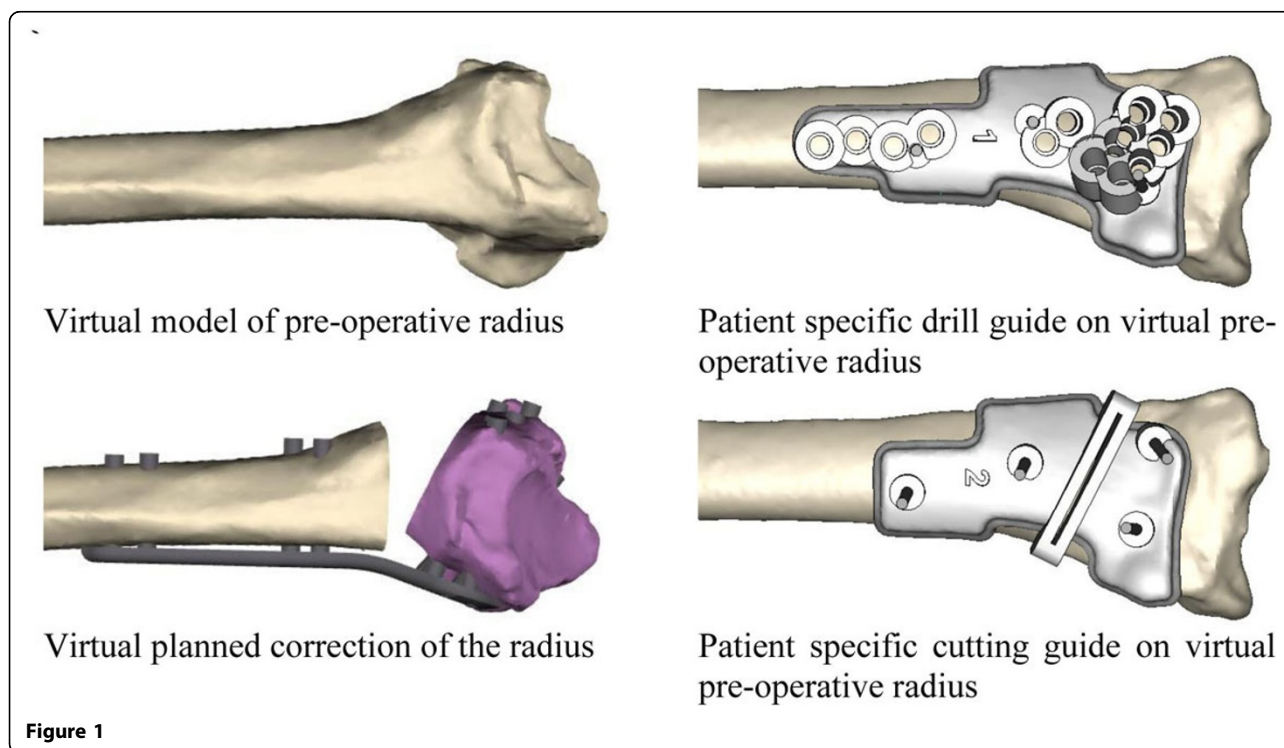 1
Virtual model of pre-operative radius
Patient specific drill guide on virtual pre-
operative radius
2
Virtual planned correction of the radius
Patient specific cutting guide on virtual
pre-operative radius
Figure 1